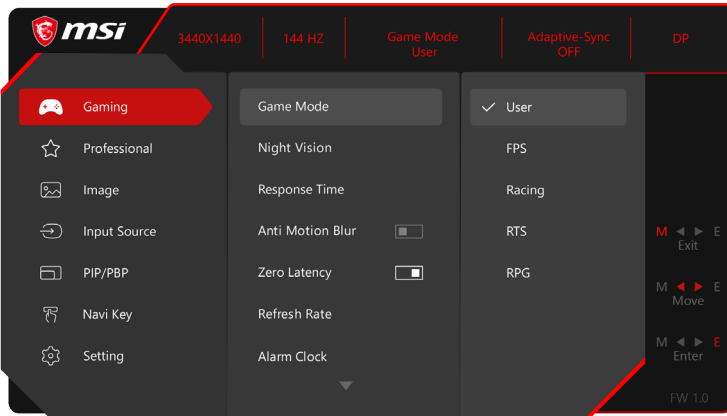 msi
3440X1440
144 HZ
Game Mode
User
Adaptive-Sync
OFF
DP
Gaming
Professional
Image
Input Source
PIP/PBP
Navi Key
Setting
Game Mode
Night Vision
Response Time
Anti Motion Blur
Zero Latency
Refresh Rate
Alarm Clock
User
FPS
Racing
RTS
RPG
M ◀ ▶ E
Exit
M ◀ ▶ E
Move
M ◀ ▶ E
Enter
FW 1.0